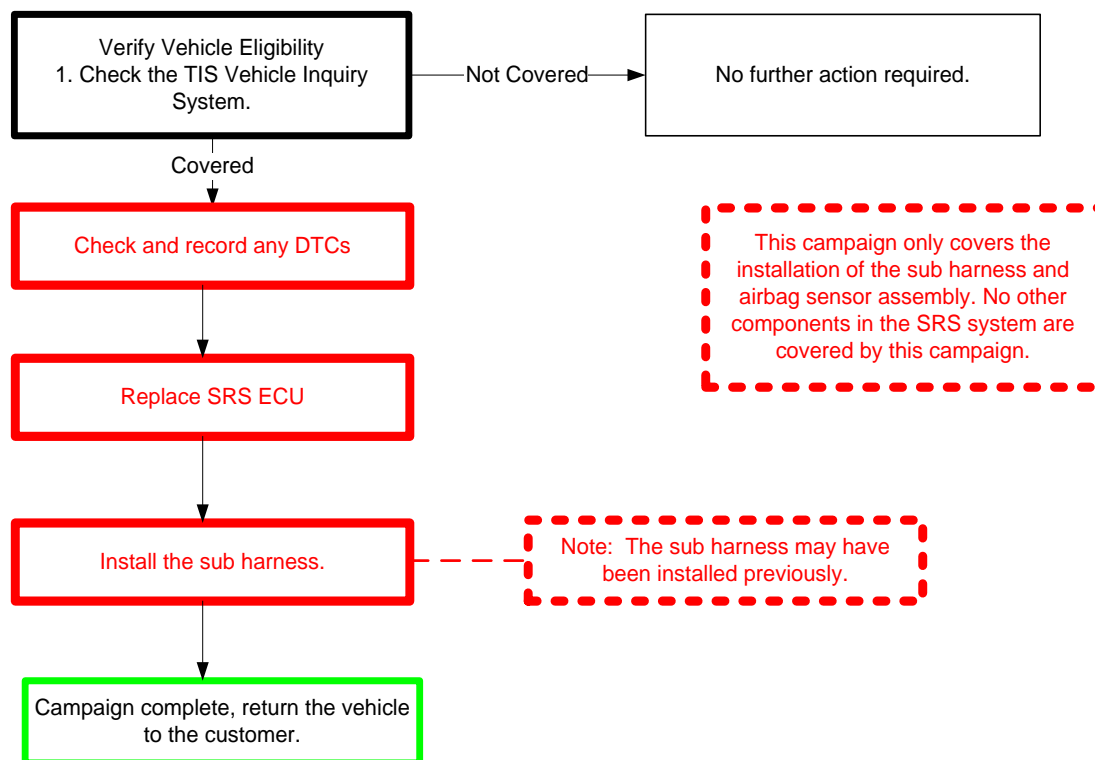 Verify Vehicle Eligibility
1. Check the TIS Vehicle Inquiry
System.
Not Covered
No further action required.
Covered
Check and record any DTCs
This campaign only covers the
installation of the sub harness and
airbag sensor assembly. No other
components in the SRS system are
covered by this campaign.
Replace SRS ECU
Install the sub harness.
Note:  The sub harness may have
been installed previously.
Campaign complete, return the vehicle
to the customer.